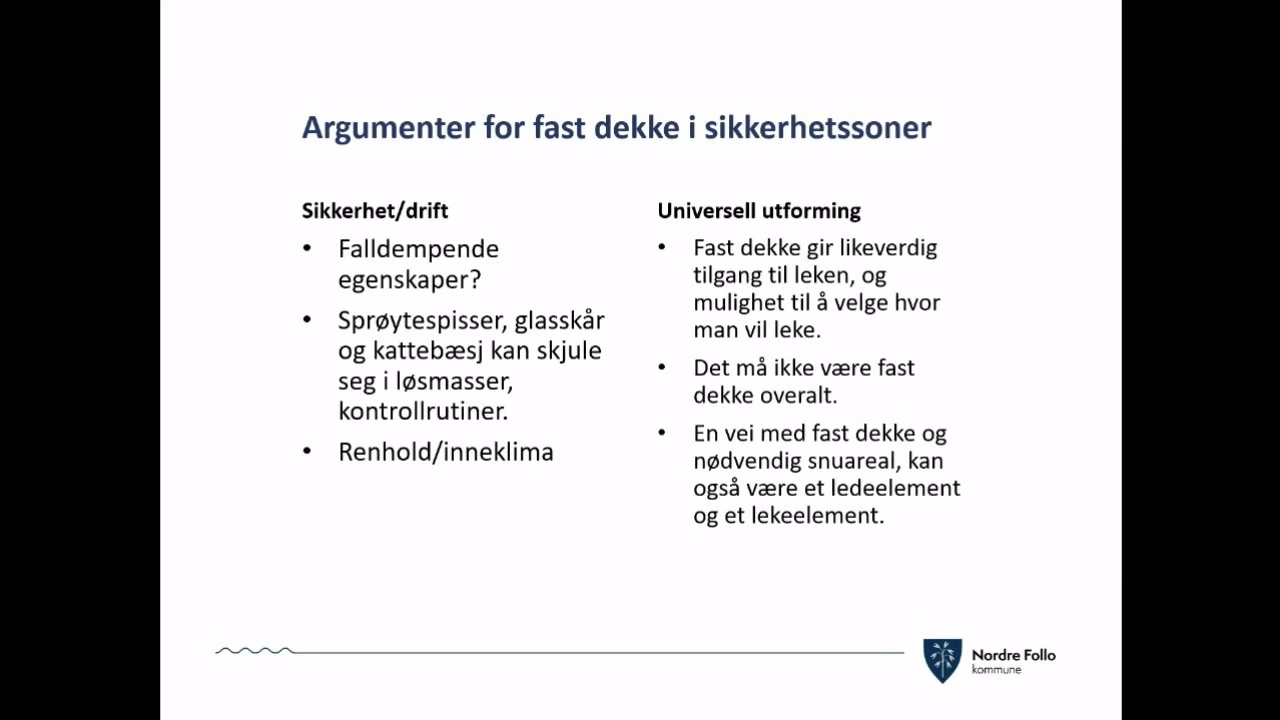 Argumenter for fast dekke i sikkerhetssoner
Sikkerhet/drift
• Falldempende
egenskaper?
• Sprøytespisser, glasskår
og kattebæsj kan skjule
seg i løsmasser,
kontrollrutiner.
• Renhold/inneklima
Universell utforming
• Fast dekke gir likeverdig
tilgang til leken, og
mulighet til å velge hvor
man vil leke.
• Det må ikke være fast
dekke overalt.
• En vei med fast dekke og
nødvendig snuareal, kan
også være et ledeelement
og et lekeelement.
Nordre Follo
kommune